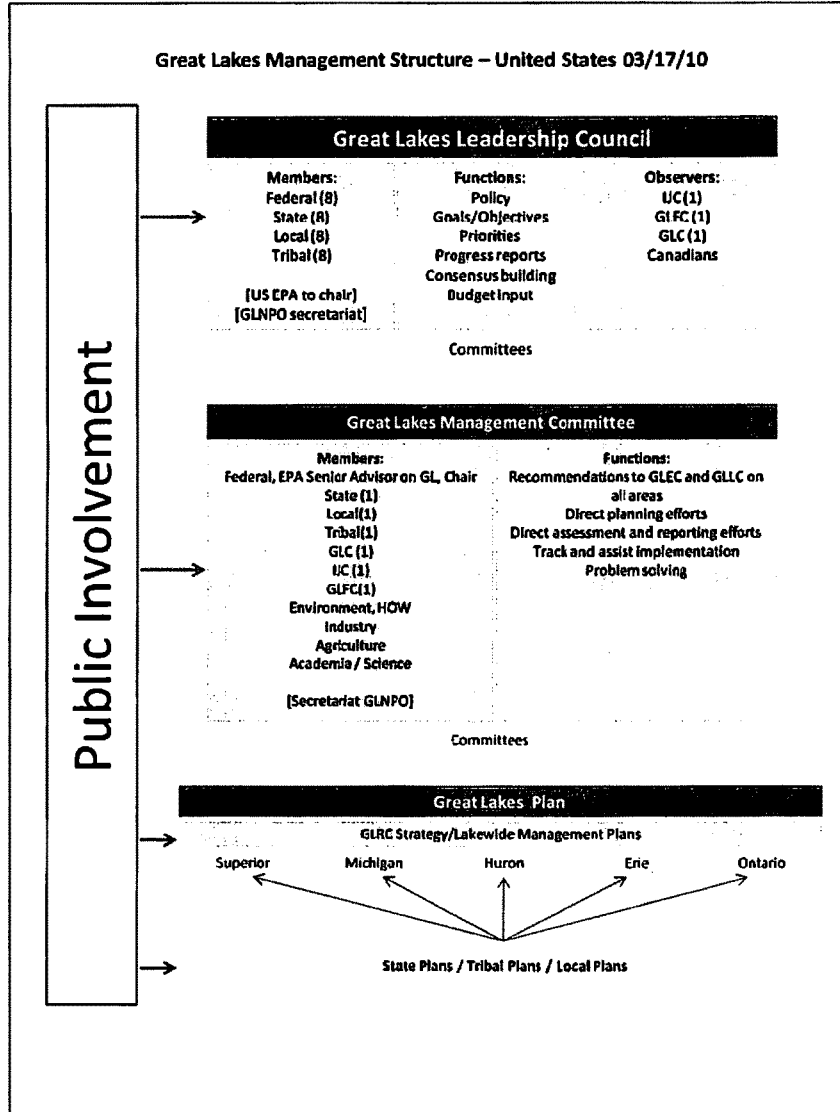 Great Lakes Management Structure – United States 03/17/10
Public Involvement
Great Lakes Leadership Council
Members:
Federal (8)
State (8)
Local (8)
Tribal (8)
[US EPA to chair]
[GLNPO secretariat]
Functions:
Policy
Goals/Objectives
Priorities
Progress reports
Consensus building
Budget input
Observers:
IJC (1)
GLFC (1)
GLC (1)
Canadians
Committees
Great Lakes Management Committee
Members:
Federal, EPA Senior Advisor on GL, Chair
State (1)
Local(1)
Tribal(1)
GLC (1)
IJC (1)
GLFC(1)
Environment, HOW
Industry
Agriculture
Academia / Science
[Secretariat GLNPO]
Functions:
Recommendations to GLEC and GLLC on
all areas
Direct planning efforts
Direct assessment and reporting efforts
Track and assist implementation
Problem solving
Committees
Great Lakes Plan
GLRC Strategy/Lakewide Management Plans
Superior Michigan Huron Erie Ontario
State Plans / Tribal Plans / Local Plans